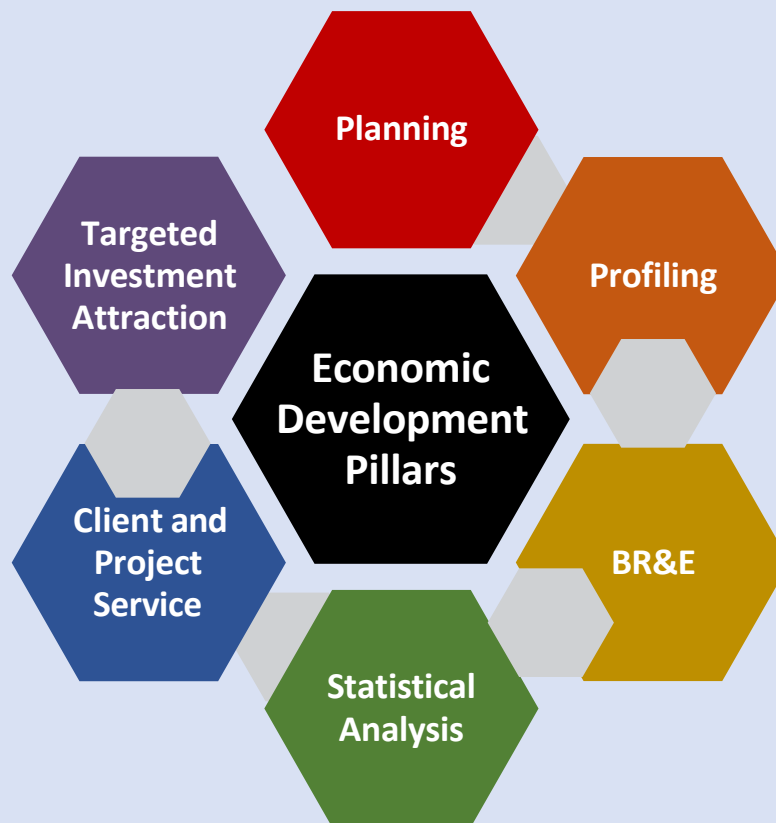 Planning
Targeted
Investment
Attraction
Profiling
Economic
Development
Pillars
Client and
Project
Service
BR&E
Statistical
Analysis